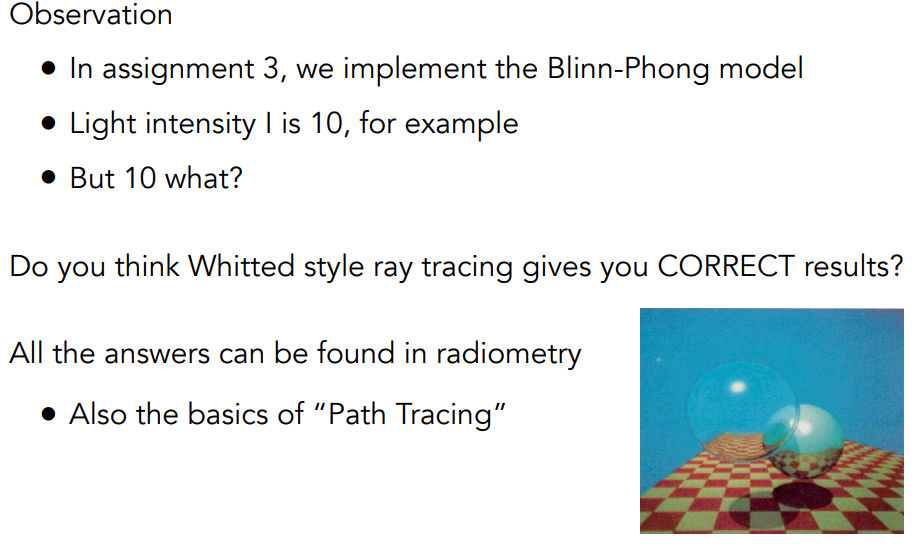 Observation
• In assignment 3, we implement the Blinn-Phong model
• Light intensity I is 10, for example
• But 10 what?
Do you think Whitted style ray tracing gives you CORRECT results?
All the answers can be found in radiometry
• Also the basics of “Path Tracing”